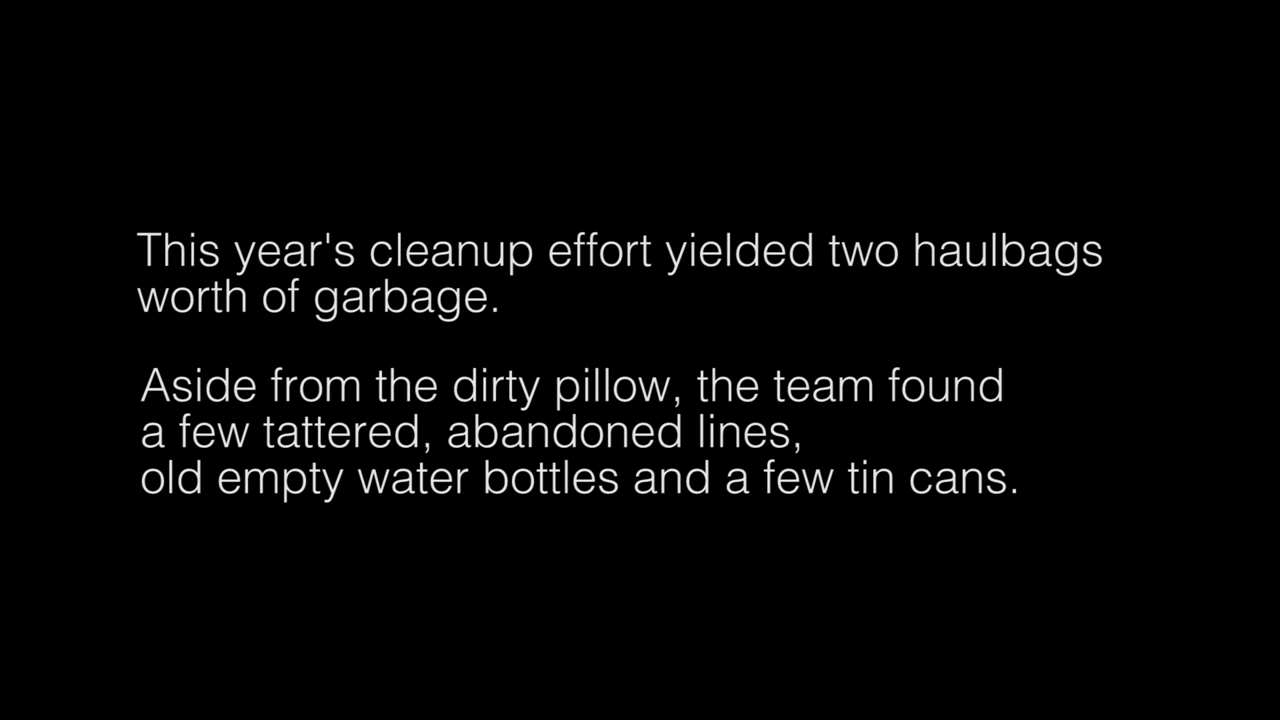 This year's cleanup effort yielded two haulbags
worth of garbage.
Aside from the dirty pillow, the team found
a few tattered, abandoned lines,
old empty water bottles and a few tin cans.